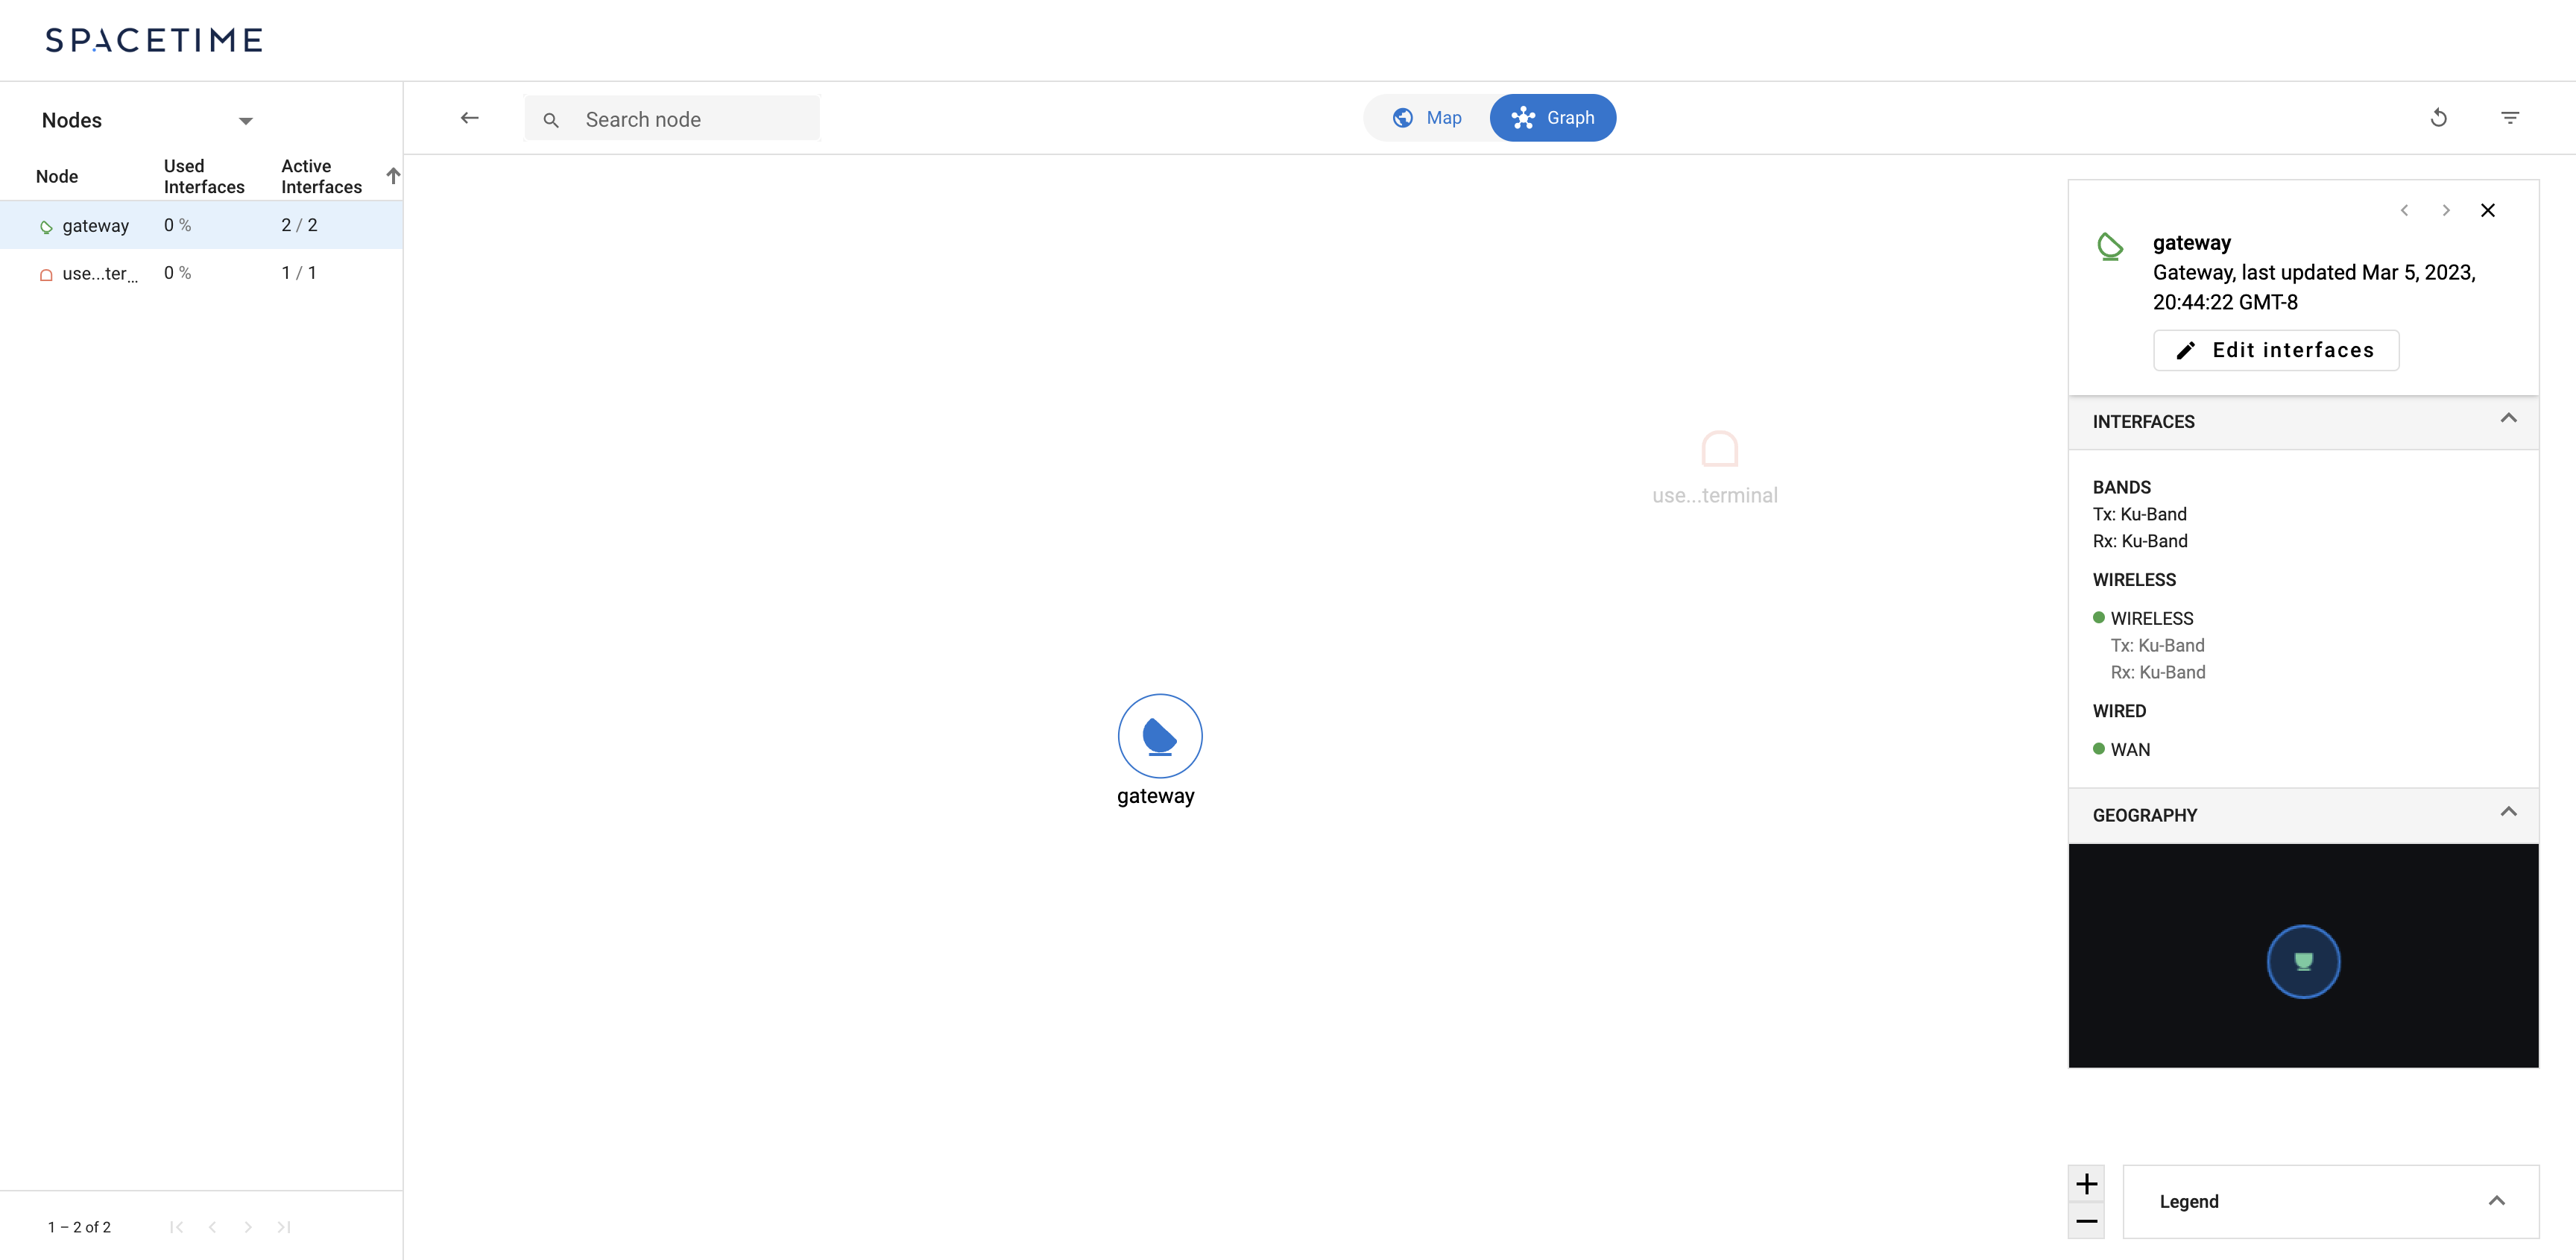 SPACETIME
Nodes
Node
Used Interfaces
Active Interfaces
gateway
0 %
2 / 2
use...ter...
0 %
1 / 1
1 – 2 of 2
Search node
Map
Graph
use...terminal
gateway
gateway
Gateway, last updated Mar 5, 2023,
20:44:22 GMT-8
Edit interfaces
INTERFACES
BANDS
Tx: Ku-Band
Rx: Ku-Band
WIRELESS
WIRELESS
Tx: Ku-Band
Rx: Ku-Band
WIRED
WAN
GEOGRAPHY
Legend